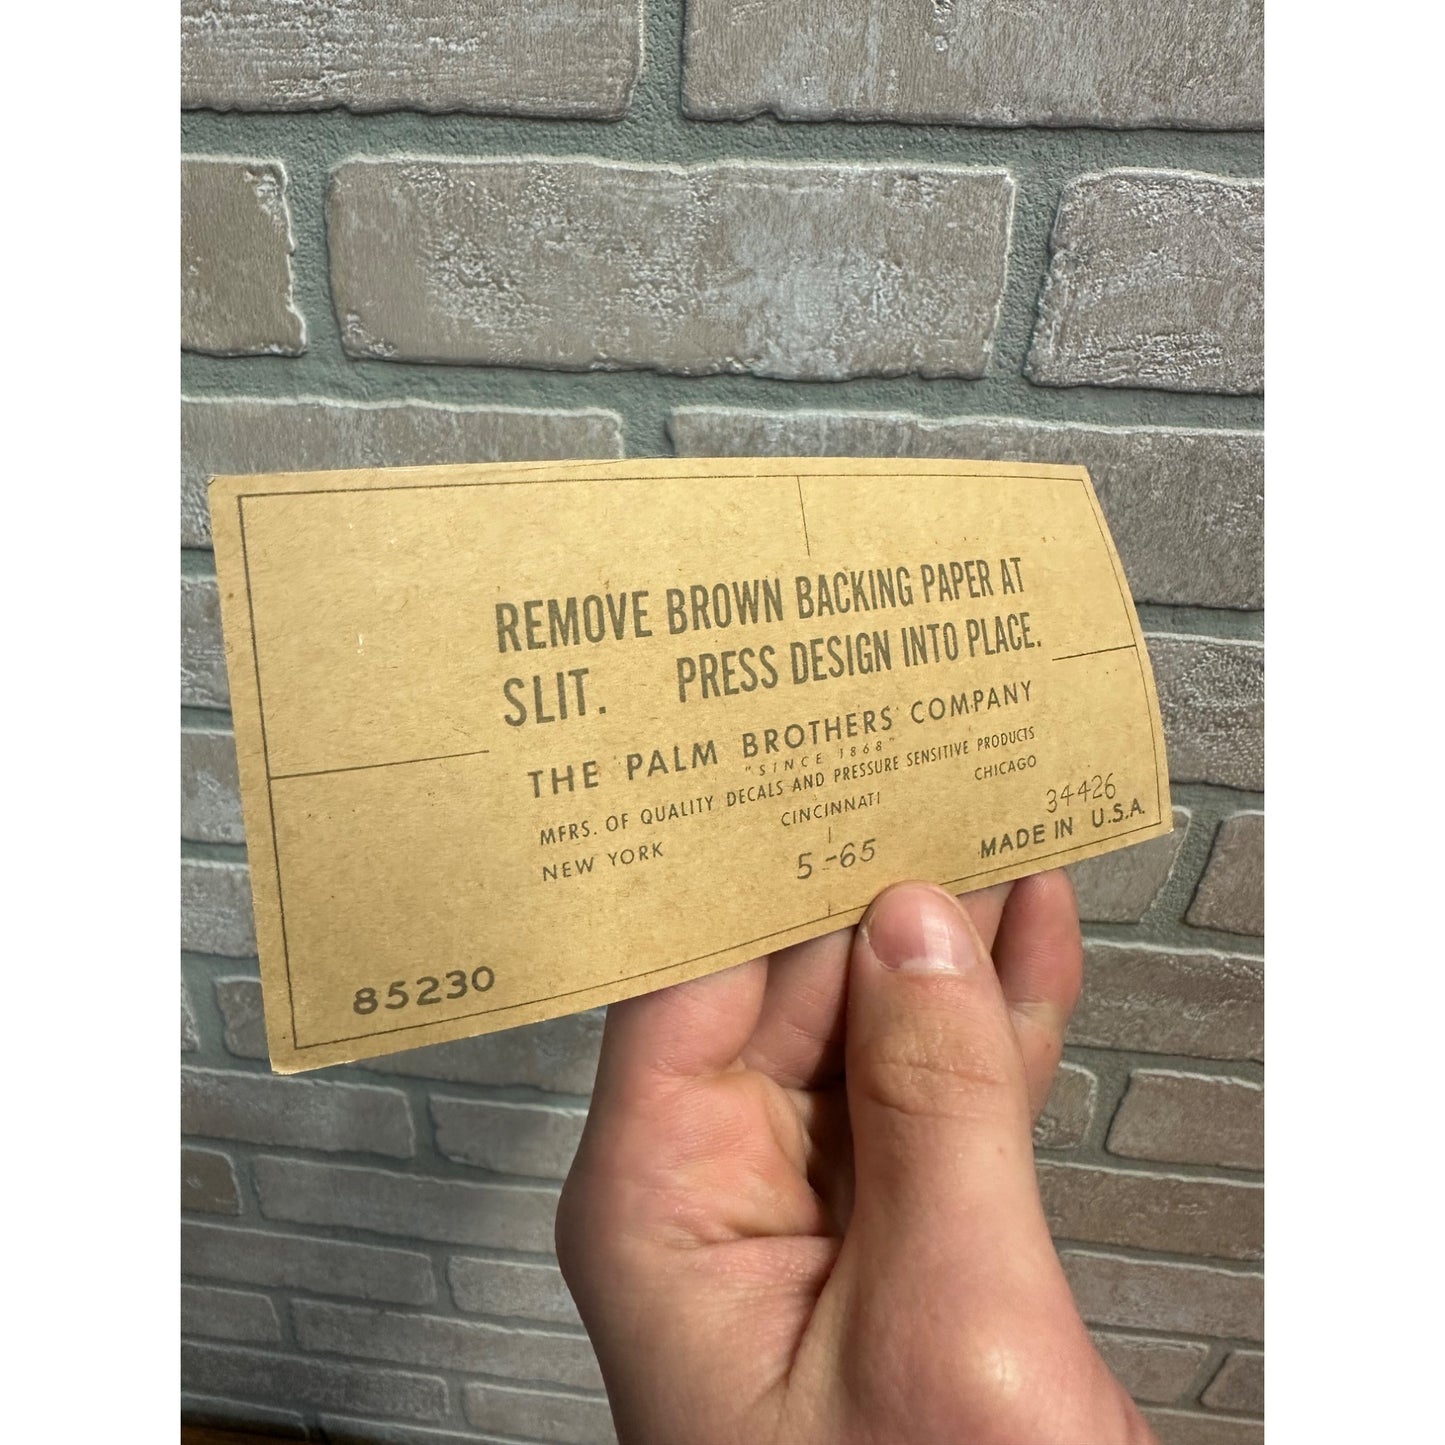 REMOVE BROWN BACKING PAPER AT
SLIT. PRESS DESIGN INTO PLACE.
THE PALM BROTHERS COMPANY
"SINCE 1868"
MFRS. OF QUALITY DECALS AND PRESSURE SENSITIVE PRODUCTS
NEW YORK CINCINNATI CHICAGO
5-65
34426
MADE IN U.S.A.
85230